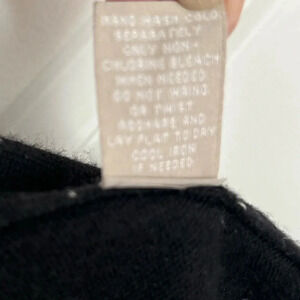 HAND WASH COLD
SEPARATELY
ONLY NON-
CHLORINE BLEACH
WHEN NEEDED
DO NOT WRING
OR TWIST
RESHAPE AND
LAY FLAT TO DRY
COOL IRON
IF NEEDED